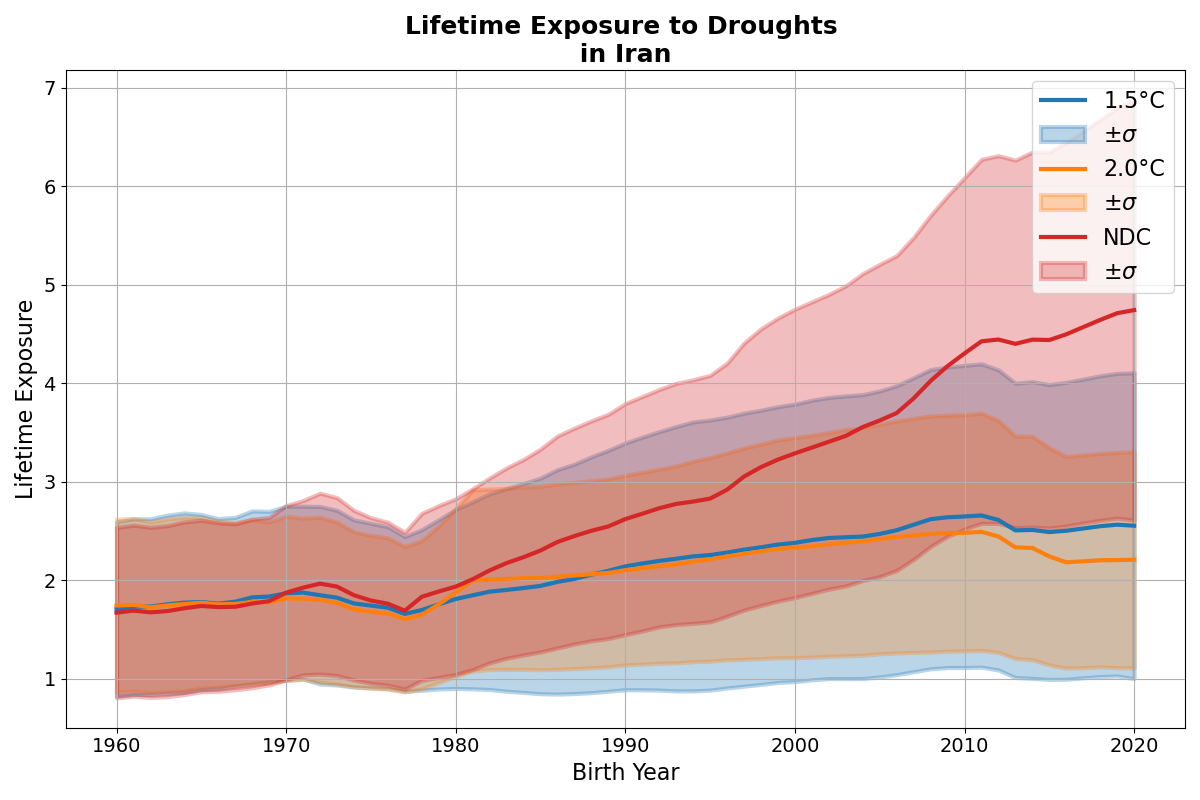 Lifetime Exposure to Droughts
in Iran
7
6
5
4
3
2
1
Lifetime Exposure
1.5°C
±σ
2.0°C
±σ
NDC
±σ
1960 1970 1980 1990 2000 2010 2020
Birth Year